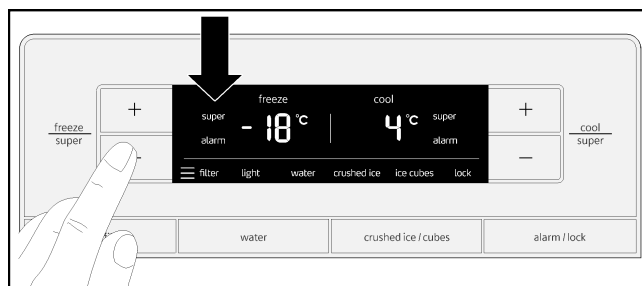 freeze cool
super super
- 18 °C 4 °C
alarm alarm
filter light water crushed ice ice cubes lock
+ +
freeze cool
super super
- -
water crushed ice / cubes alarm / lock